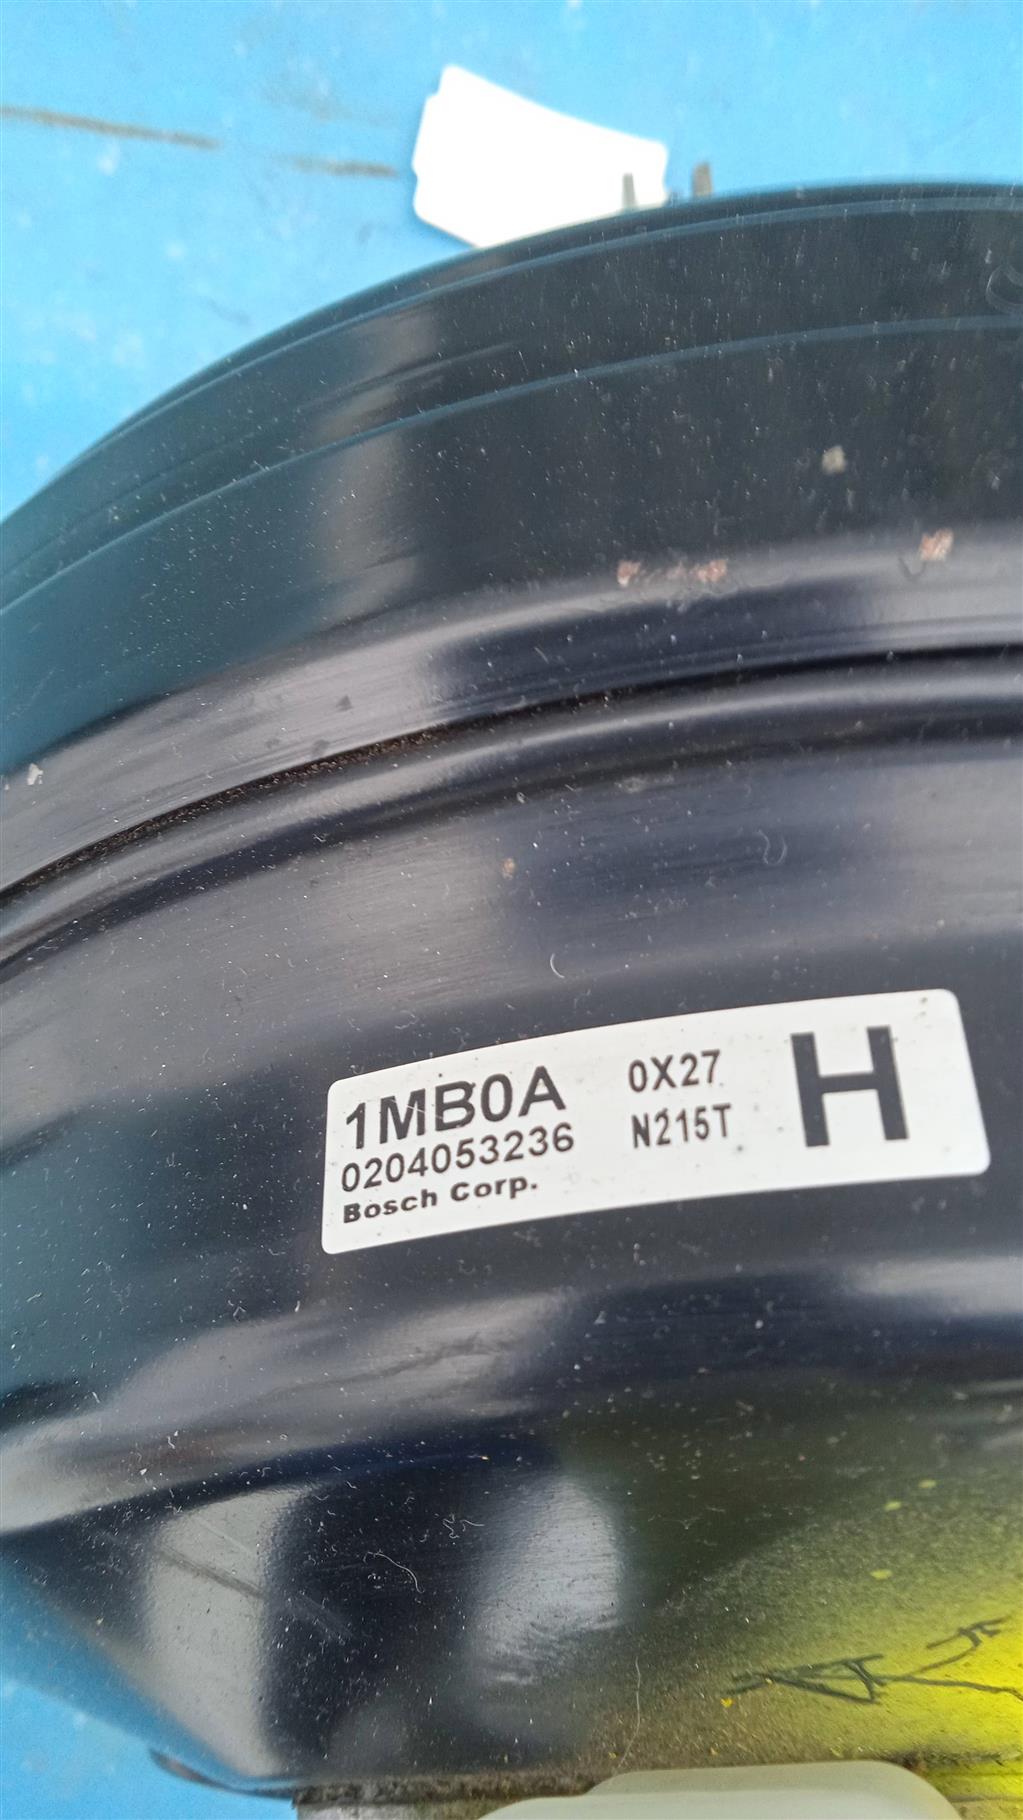 1MB0A 0X27 H
0204053236 N215T
Bosch Corp.